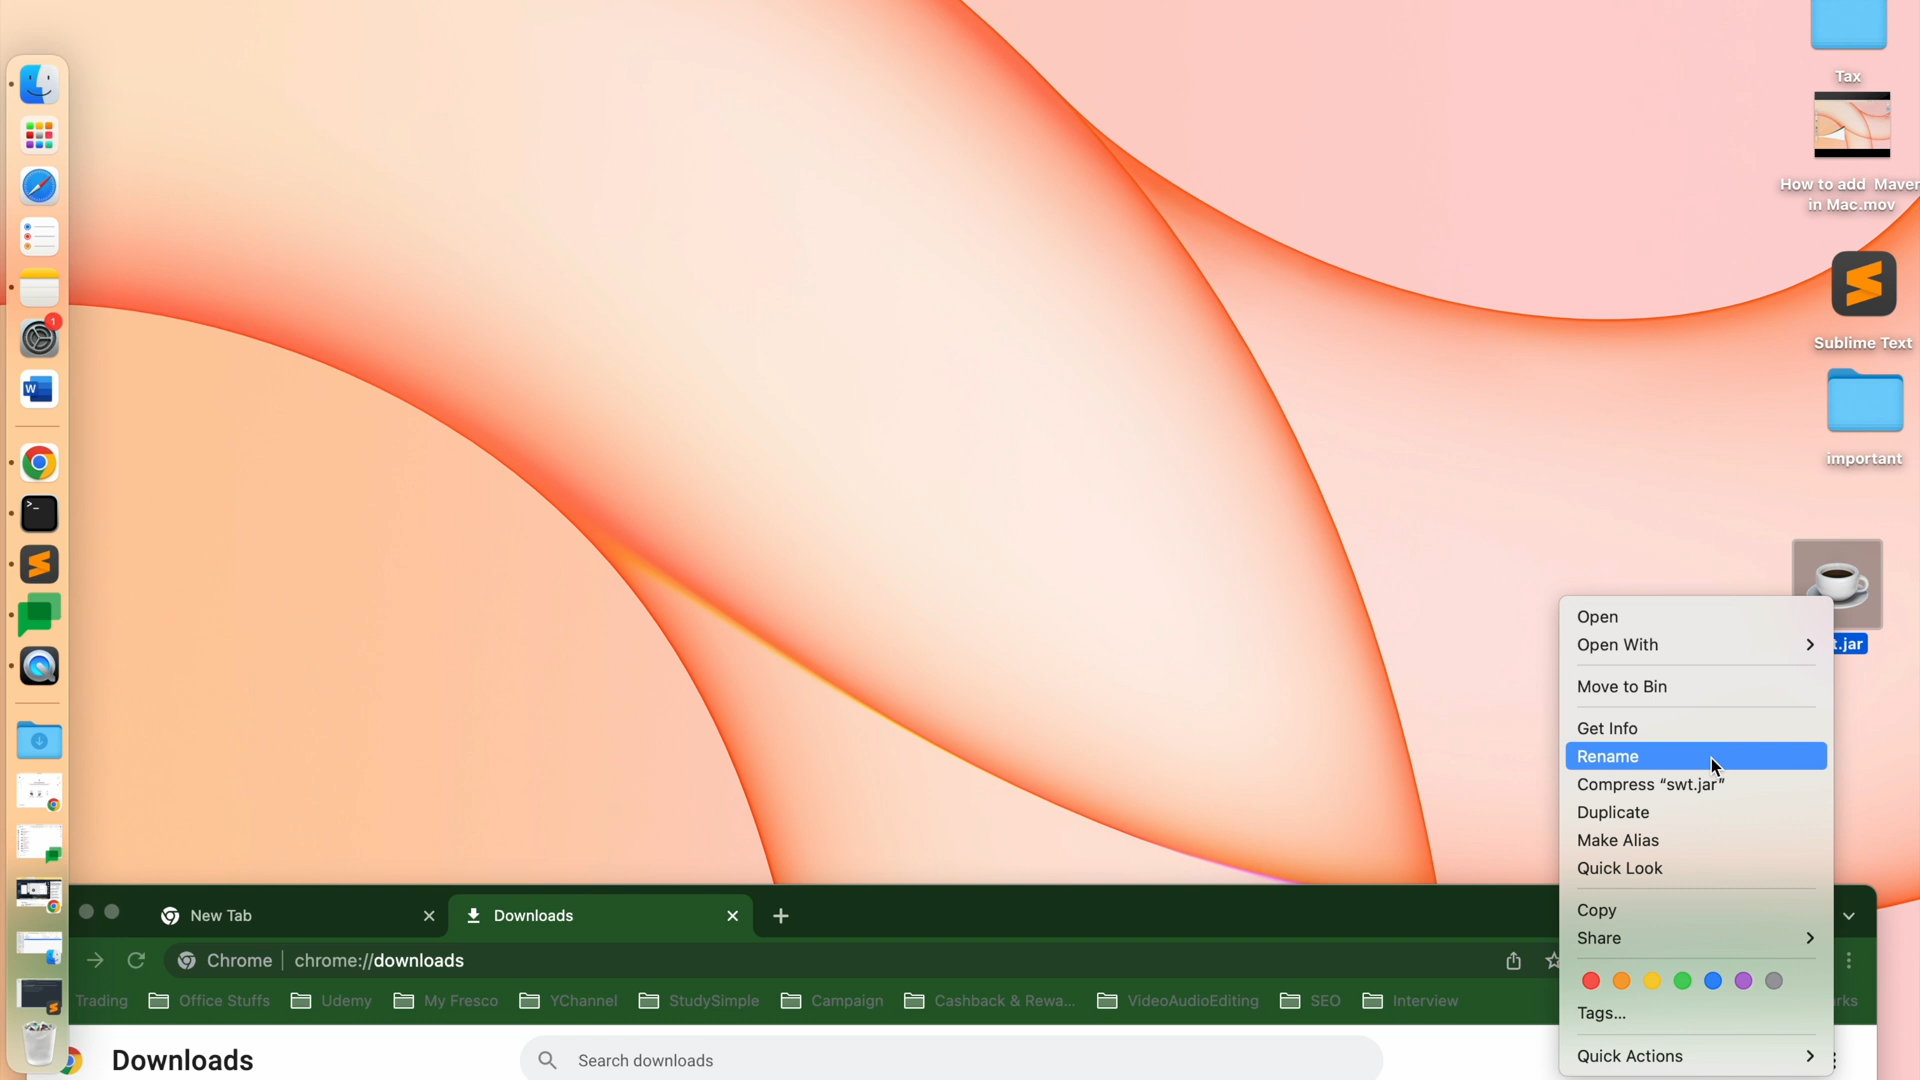 Tax
How to add Maven
in Mac.mov
Sublime Text
important
t.jar
Open
Open With
Move to Bin
Get Info
Rename
Compress “swt.jar”
Duplicate
Make Alias
Quick Look
Copy
Share
Tags...
Quick Actions
1
W
>_
New Tab
Downloads
Chrome
chrome://downloads
Trading
Office Stuffs
Udemy
My Fresco
YChannel
StudySimple
Campaign
Cashback & Rewa...
VideoAudioEditing
SEO
Interview
rks
Downloads
Search downloads